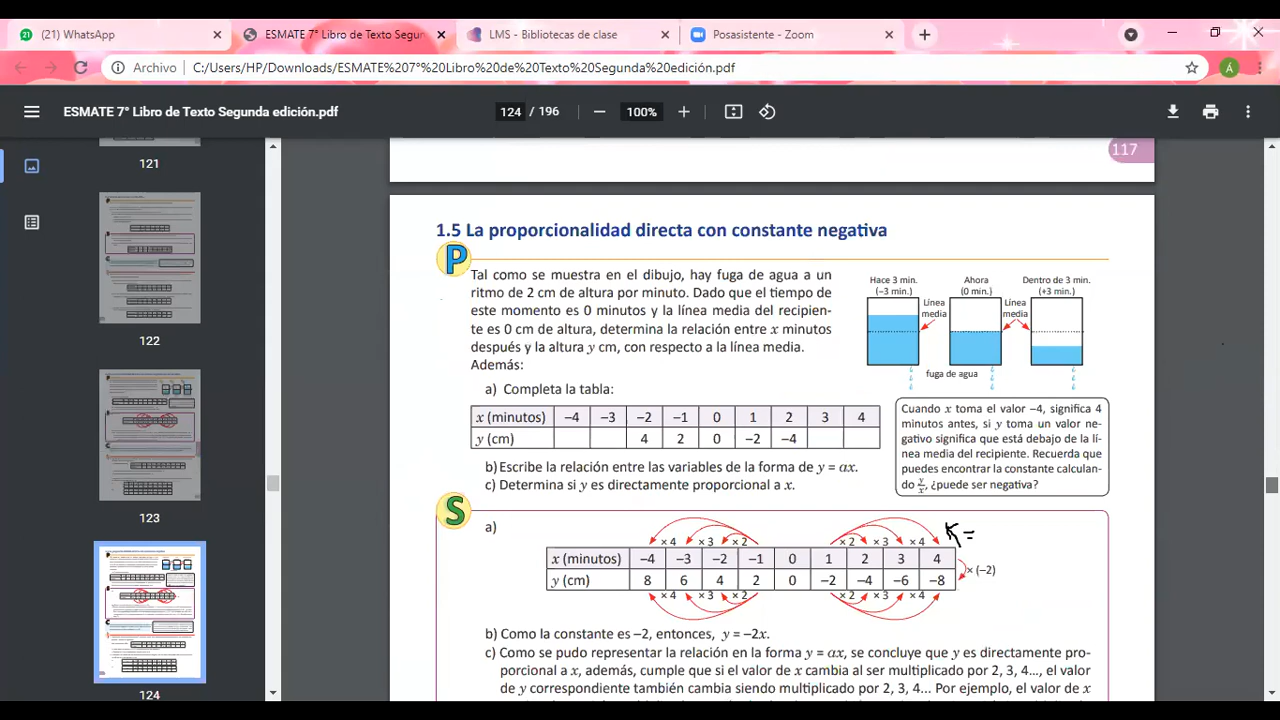 (21) WhatsApp
ESMATE 7° Libro de Texto Segun
LMS - Bibliotecas de clase
Posasistente - Zoom
Archivo
C:/Users/HP/Downloads/ESMATE%207°%20Libro%20de%20Texto%20Segunda%20edición.pdf
Á
ESMATE 7° Libro de Texto Segunda edición.pdf
124 / 196
100%
121
122
123
124
117
1.5 La proporcionalidad directa con constante negativa
P
Tal como se muestra en el dibujo, hay fuga de agua a un
ritmo de 2 cm de altura por minuto. Dado que el tiempo de
este momento es 0 minutos y la línea media del recipien-
te es 0 cm de altura, determina la relación entre x minutos
después y la altura y cm, con respecto a la línea media.
Además:
Hace 3 min. Ahora Dentro de 3 min.
(−3 min.) (0 min.) (+3 min.)
Línea Línea
media media
fuga de agua
a) Completa la tabla:
x (minutos) −4 −3 −2 −1 0 1 2 3 4
y (cm) 4 2 0 −2 −4
Cuando x toma el valor −4, significa 4
minutos antes, si y toma un valor ne-
gativo significa que está debajo de la lí-
nea media del recipiente. Recuerda que
puedes encontrar la constante calculan-
do y/x, ¿puede ser negativa?
b) Escribe la relación entre las variables de la forma de y = ax.
c) Determina si y es directamente proporcional a x.
S
a)
K =
× 4 × 3 × 2 × 2 × 3 × 4
x (minutos) −4 −3 −2 −1 0 1 2 3 4
× (−2)
y (cm) 8 6 4 2 0 −2 −4 −6 −8
× 4 × 3 × 2 × 2 × 3 × 4
b) Como la constante es −2, entonces, y = −2x.
c) Como se pudo representar la relación en la forma y = ax, se concluye que y es directamente pro-
porcional a x, además, cumple que si el valor de x cambia al ser multiplicado por 2, 3, 4..., el valor
de y correspondiente también cambia siendo multiplicado por 2, 3, 4... Por ejemplo, el valor de x